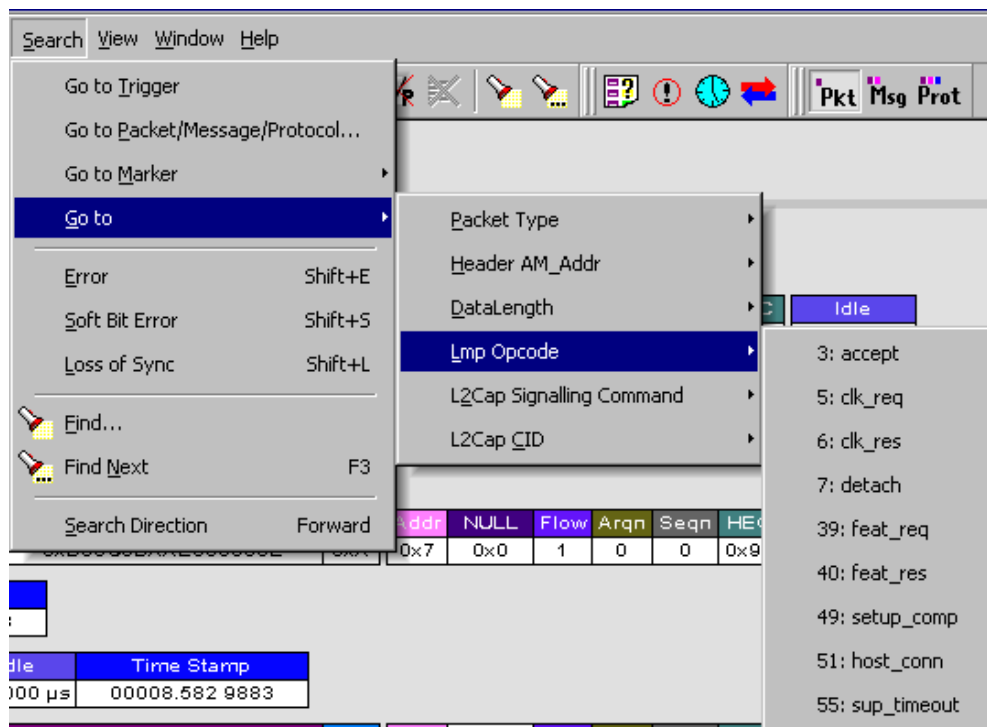 Search View Window Help
Go to Trigger
Go to Packet/Message/Protocol...
Go to Marker
Go to
Error Shift+E
Soft Bit Error Shift+S
Loss of Sync Shift+L
Find...
Find Next F3
Search Direction Forward
Pkt Msg Prot
Packet Type
Header AM_Addr
DataLength
Lmp Opcode
L2Cap Signalling Command
L2Cap CID
Idle
3: accept
5: clk_req
6: clk_res
7: detach
39: feat_req
40: feat_res
49: setup_comp
51: host_conn
55: sup_timeout
Addr NULL Flow Arqn Seqn HEC
0x7 0x0 1 0 0 0x9
dle Time Stamp
000 µs 00008.582 9883